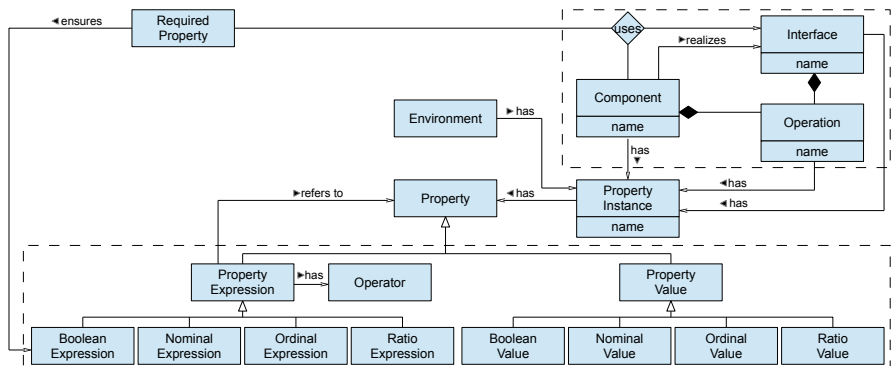 ◄ensures
Required
Property
uses
►realizes
Interface
name
Component
name
Operation
name
Environment
►has
has
▼
►refers to
Property
◄has
Property
Instance
name
◄has
◄has
Property
Expression
►has
Operator
Property
Value
Boolean
Expression
Nominal
Expression
Ordinal
Expression
Ratio
Expression
Boolean
Value
Nominal
Value
Ordinal
Value
Ratio
Value